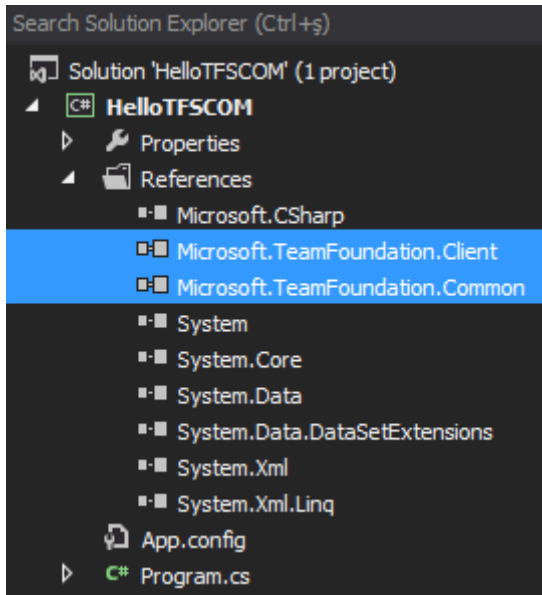 Search Solution Explorer (Ctrl+ş)
Solution 'HelloTFSCOM' (1 project)
C# HelloTFSCOM
Properties
References
Microsoft.CSharp
Microsoft.TeamFoundation.Client
Microsoft.TeamFoundation.Common
System
System.Core
System.Data
System.Data.DataSetExtensions
System.Xml
System.Xml.Linq
App.config
C# Program.cs